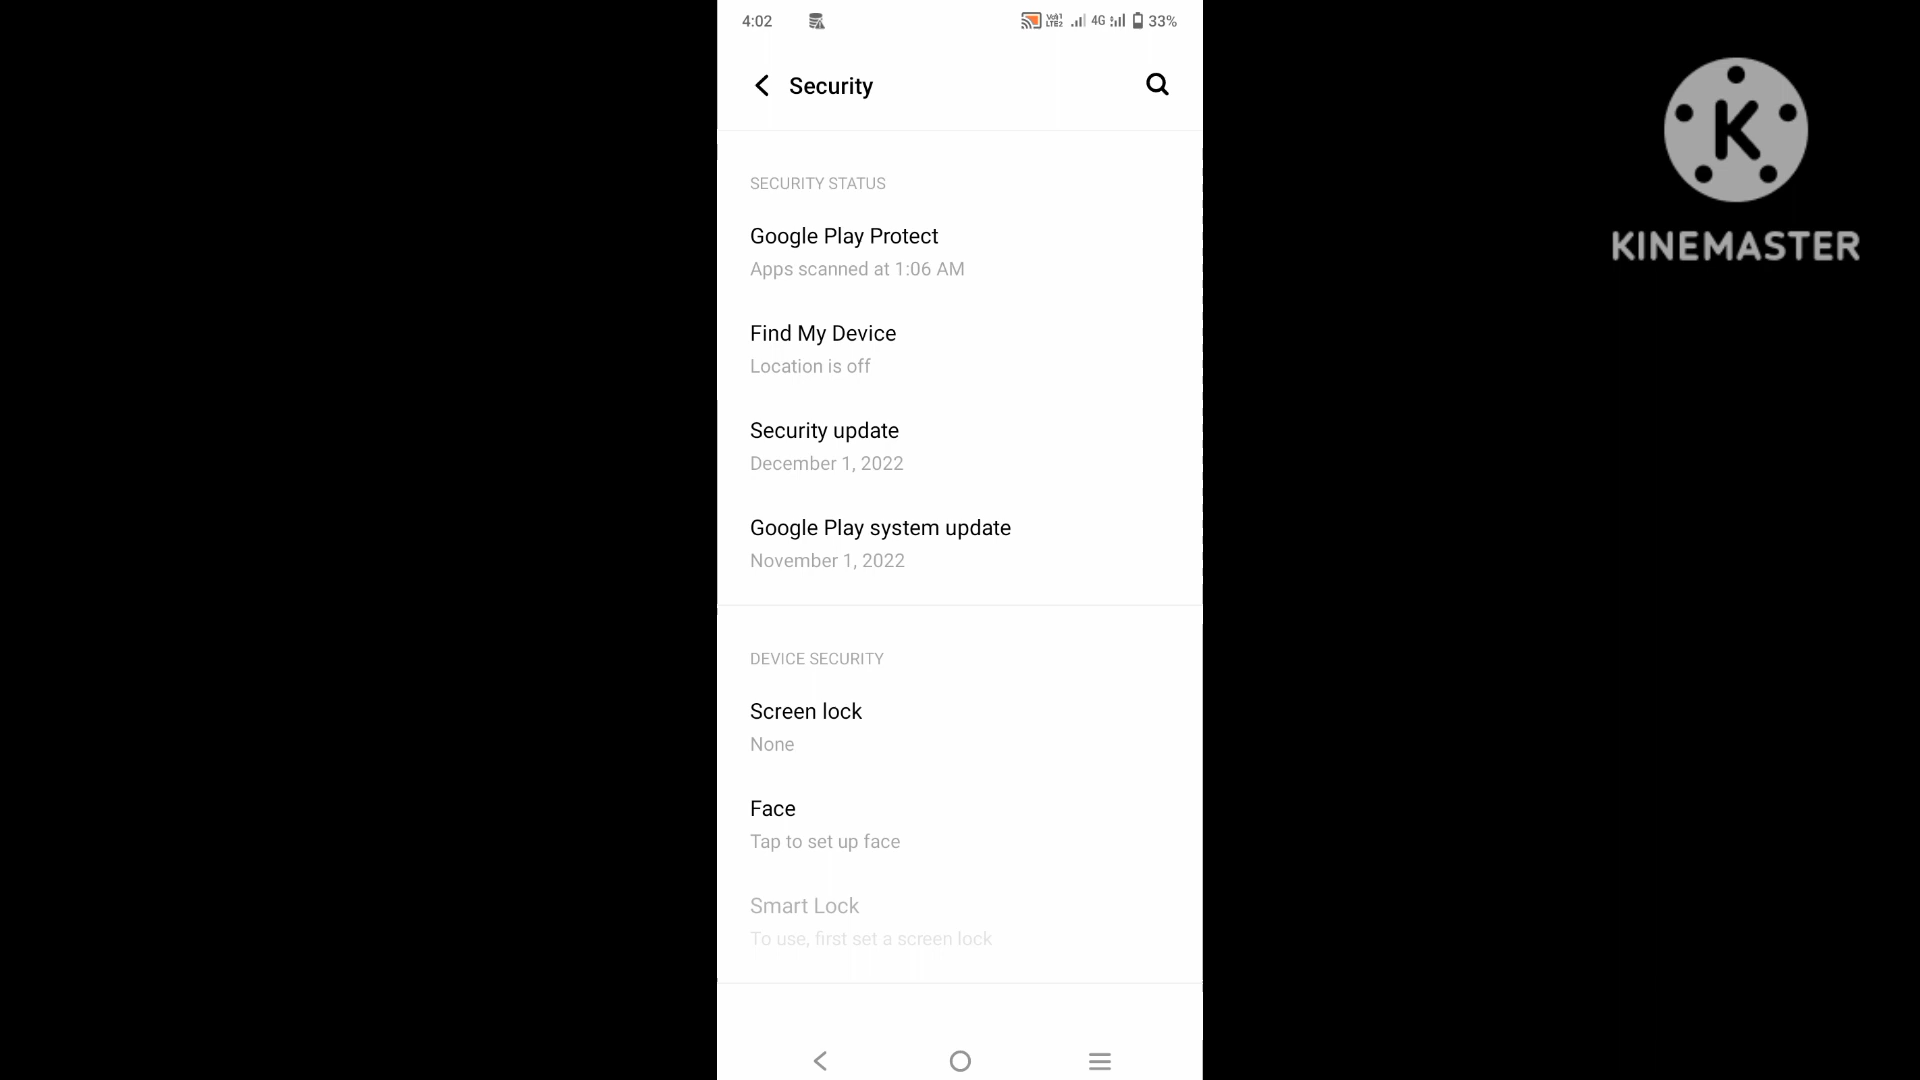 4:02 4G 33%
Security
SECURITY STATUS
Google Play Protect
Apps scanned at 1:06 AM
Find My Device
Location is off
Security update
December 1, 2022
Google Play system update
November 1, 2022
DEVICE SECURITY
Screen lock
None
Face
Tap to set up face
Smart Lock
To use, first set a screen lock
K
KINEMASTER